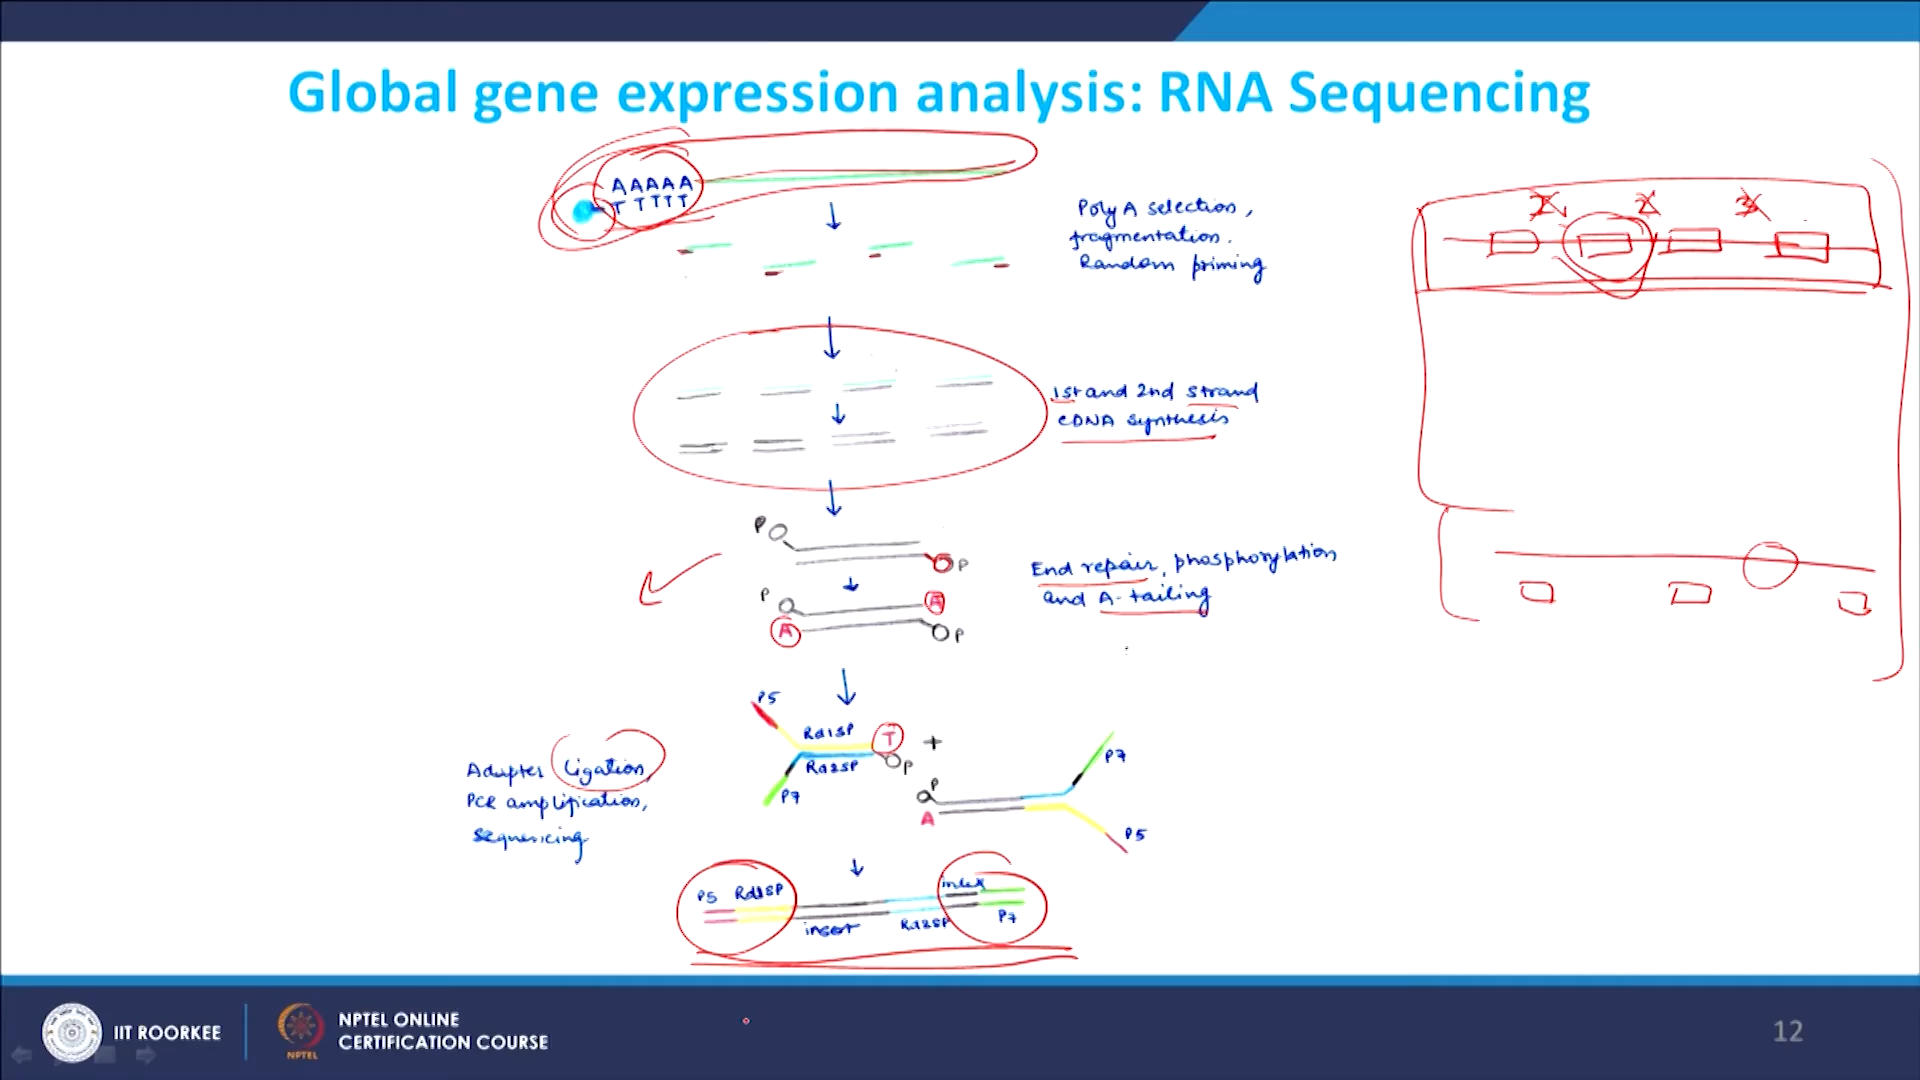 Global gene expression analysis: RNA Sequencing
AAAAA
TTTTT
Poly A selection,
fragmentation.
Random priming
1st and 2nd strand
cDNA synthesis
P
P
End repair, phosphorylation
and A-tailing
P
A
A
P
P5
Rd1SP
T
+
Rd2SP
P
P7
P7
P
A
P5
Adapter ligation,
PCR amplification,
sequencing
P5 Rd1SP
index
insert
Rd2SP
P7
IIT ROORKEE
NPTEL
NPTEL ONLINE
CERTIFICATION COURSE
12